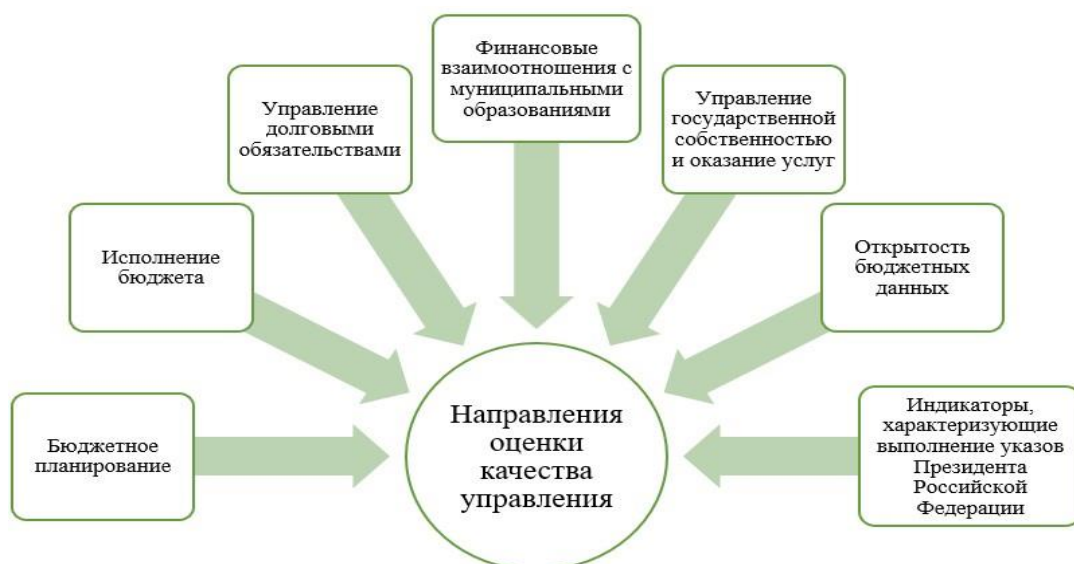 Бюджетное
планирование
Исполнение
бюджета
Управление
долговыми
обязательствами
Финансовые
взаимоотношения с
муниципальными
образованиями
Управление
государственной
собственностью
и оказание услуг
Открытость
бюджетных
данных
Индикаторы,
характеризующие
выполнение указов
Президента
Российской
Федерации
Направления
оценки
качества
управления